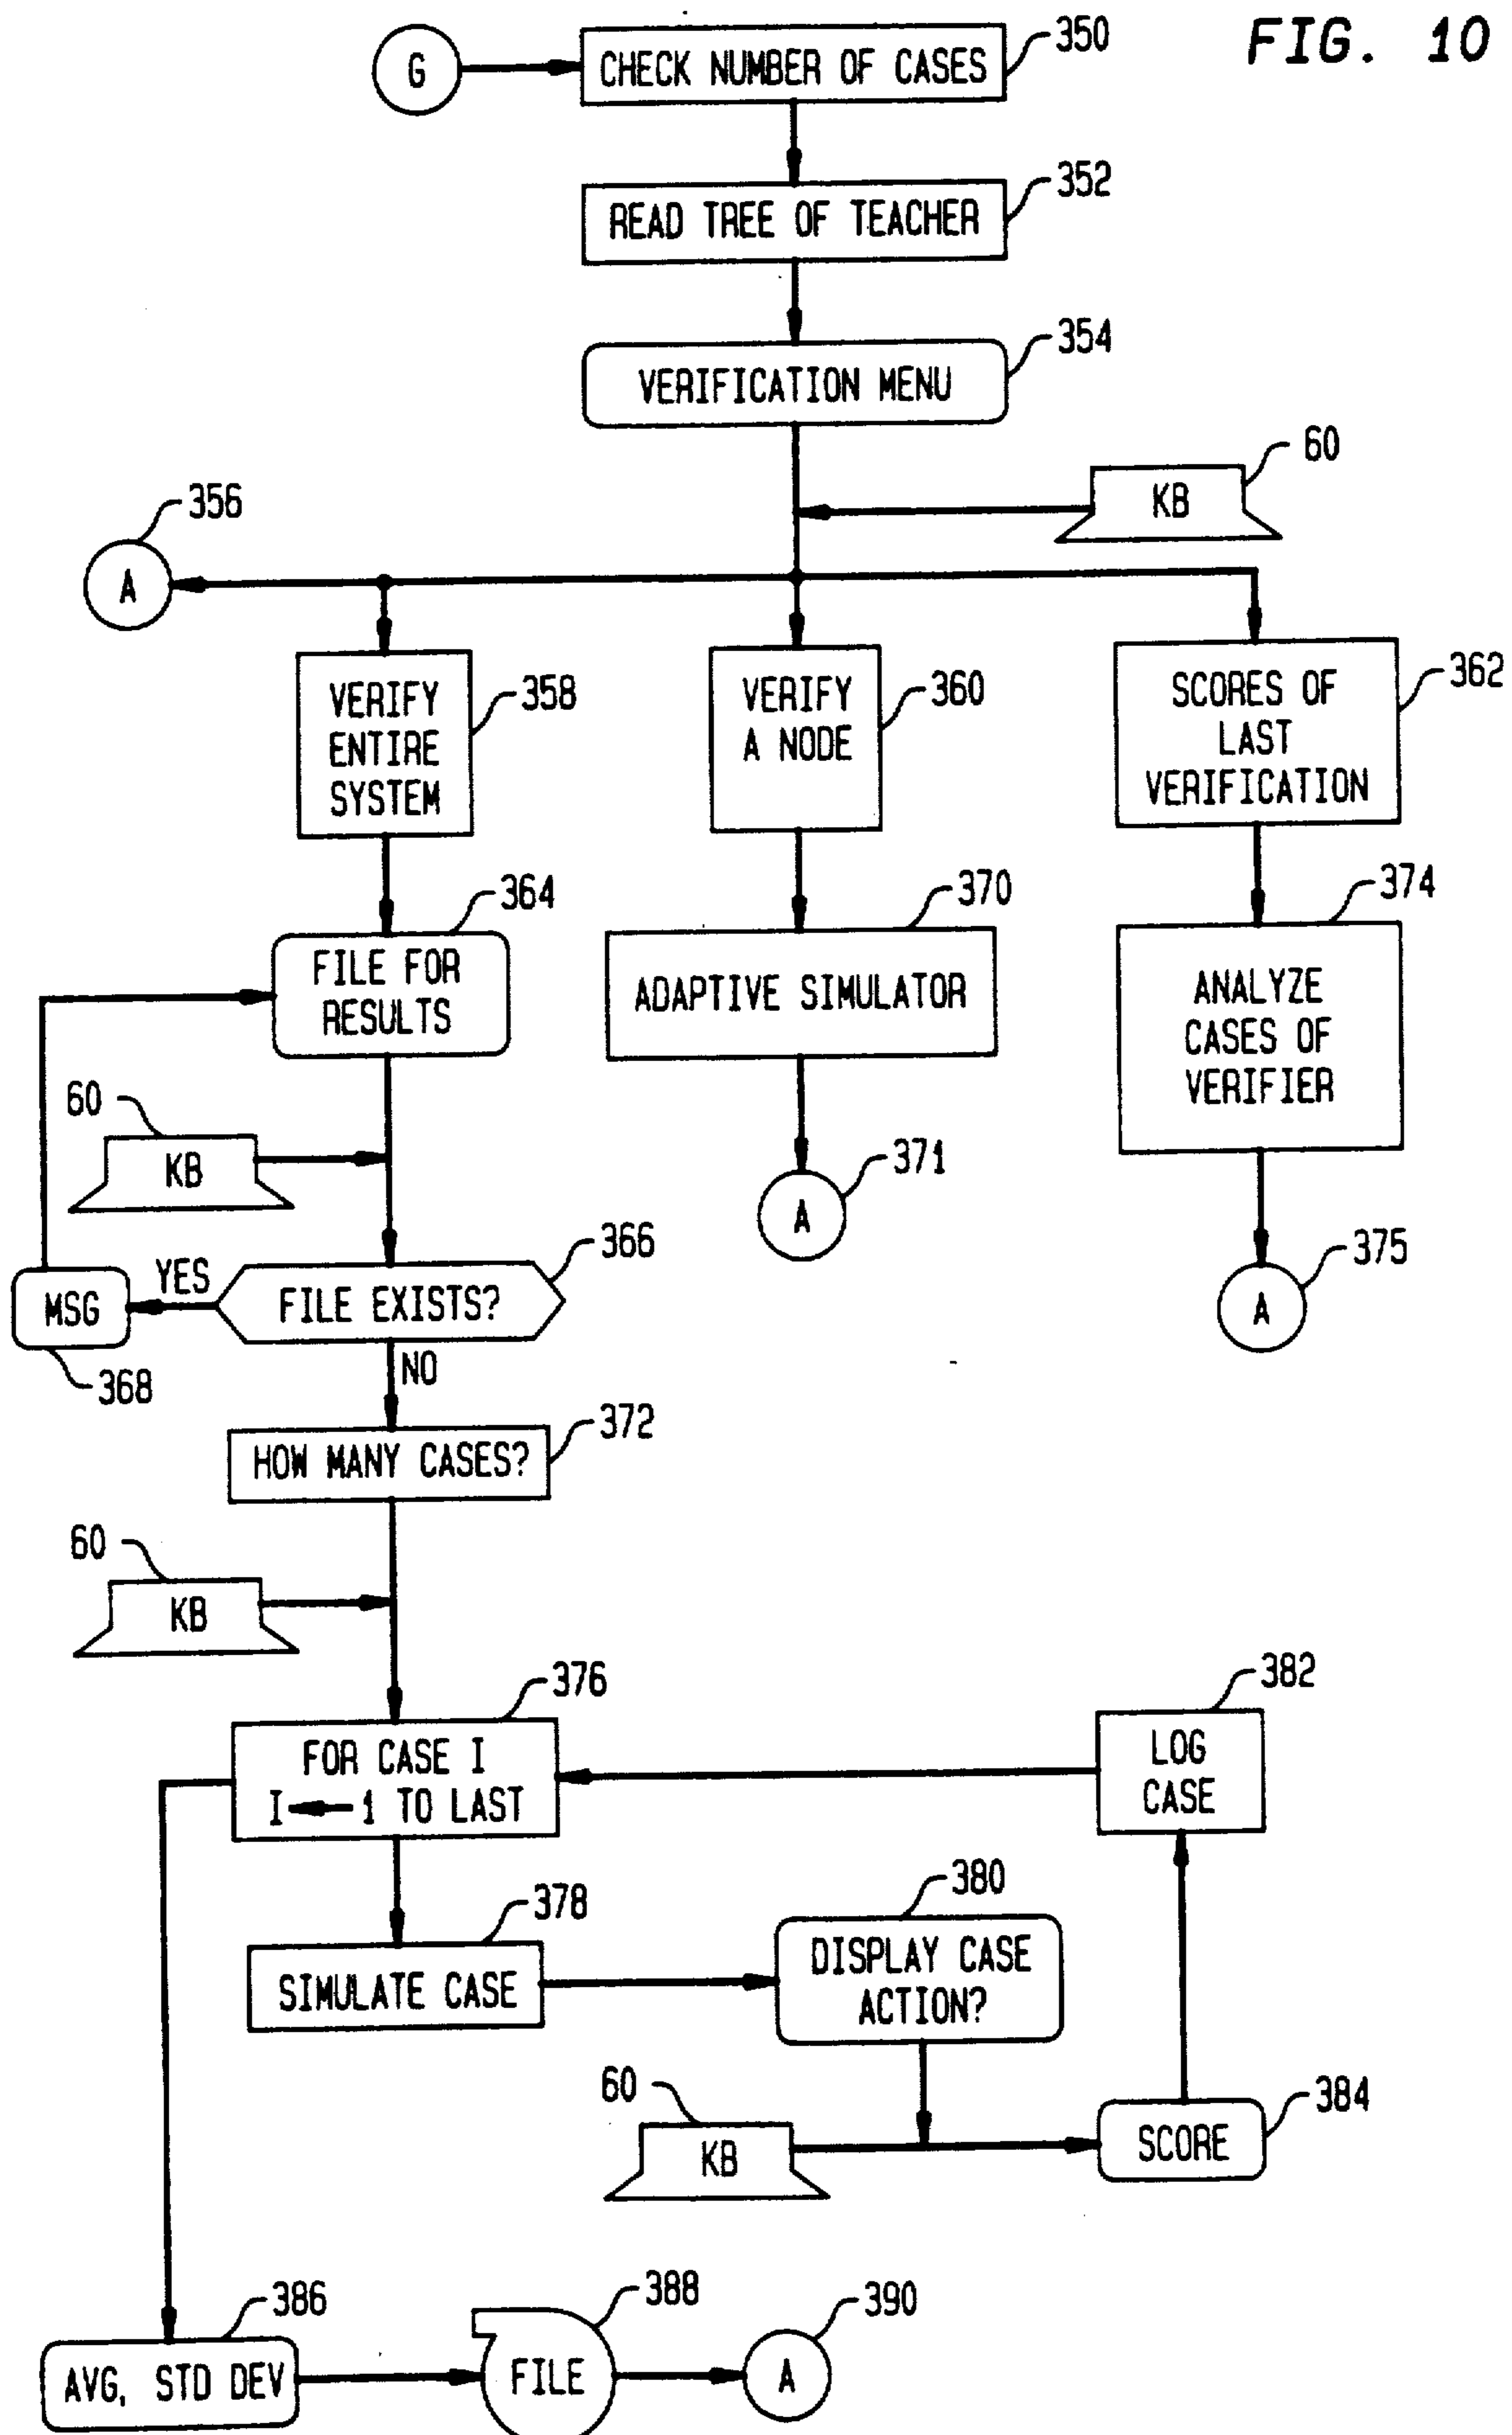 FIG. 10
G
CHECK NUMBER OF CASES
350
READ TREE OF TEACHER
352
VERIFICATION MENU
354
60
KB
356
A
VERIFY
ENTIRE
SYSTEM
358
VERIFY
A NODE
360
SCORES OF
LAST
VERIFICATION
362
364
FILE FOR
RESULTS
370
ADAPTIVE SIMULATOR
374
ANALYZE
CASES OF
VERIFIER
60
KB
371
A
375
A
366
FILE EXISTS?
YES
MSG
368
NO
372
HOW MANY CASES?
60
KB
376
FOR CASE I
I ← 1 TO LAST
382
LOG
CASE
378
SIMULATE CASE
380
DISPLAY CASE
ACTION?
60
KB
384
SCORE
386
AVG, STD DEV
388
FILE
390
A